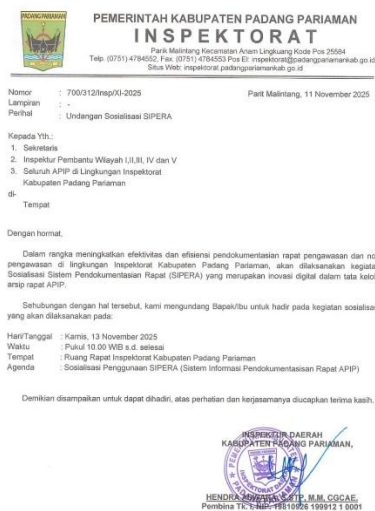 PADANG PARIAMAN
PEMERINTAH KABUPATEN PADANG PARIAMAN
INSPEKTORAT
Parik Malintang Kecamatan Anam Lingkuang Kode Pos 25584
Telp. (0751) 4784552, Fax. (0751) 4784553 Pos El: inspektorat@padangpariamankab.go.id
Situs Web: inspektorat.padangpariamankab.go.id
Nomor : 700/312/Insp/XI-2025 Parit Malintang, 11 November 2025
Lampiran : -
Perihal : Undangan Sosialisasi SIPERA
Kepada Yth.:
1. Sekretaris
2. Inspektur Pembantu Wilayah I,II,III, IV dan V
3. Seluruh APIP di Lingkungan Inspektorat
Kabupaten Padang Pariaman
di-
Tempat
Dengan hormat,
Dalam rangka meningkatkan efektivitas dan efisiensi pendokumentasian rapat pengawasan dan no
pengawasan di lingkungan Inspektorat Kabupaten Padang Pariaman, akan dilaksanakan kegiata
Sosialisasi Sistem Pendokumentasian Rapat (SIPERA) yang merupakan inovasi digital dalam tata kelo
arsip rapat APIP.
Sehubungan dengan hal tersebut, kami mengundang Bapak/Ibu untuk hadir pada kegiatan sosialisa
yang akan dilaksanakan pada:
Hari/Tanggal : Kamis, 13 November 2025
Waktu : Pukul 10.00 WIB s.d. selesai
Tempat : Ruang Rapat Inspektorat Kabupaten Padang Pariaman
Agenda : Sosialisasi Penggunaan SIPERA (Sistem Informasi Pendokumentasisan Rapat APIP)
Demikian disampaikan untuk dapat dihadiri, atas perhatian dan kerjasamanya diucapkan terima kasih.
INSPEKTUR DAERAH
KABUPATEN PADANG PARIAMAN,
HENDRA ASWARA, S.STP, M.M, CGCAE,
Pembina Tk. I, NIP. 19810926 199912 1 0001